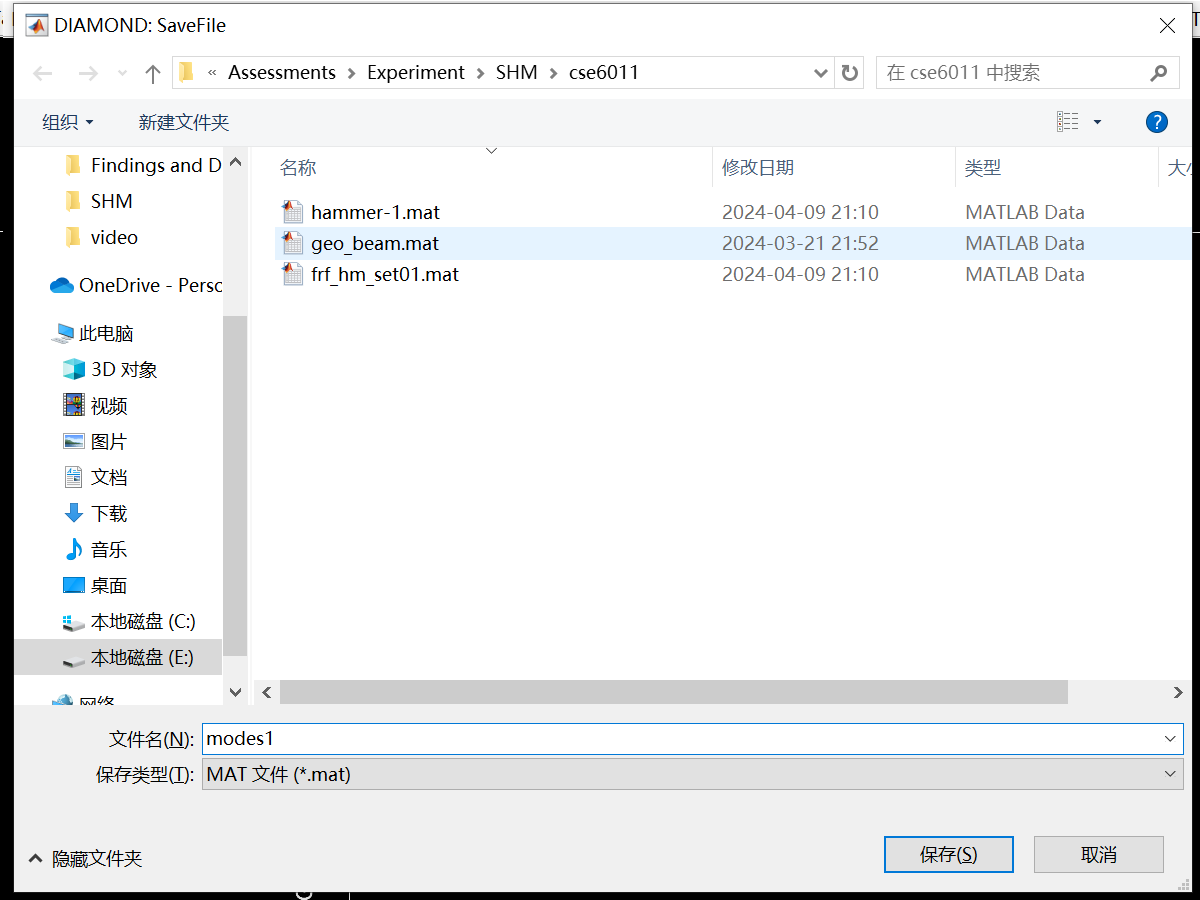 DIAMOND: SaveFile
« Assessments › Experiment › SHM › cse6011
在 cse6011 中搜索
组织
新建文件夹
名称 修改日期 类型
Findings and D
SHM
video
OneDrive - Perso
此电脑
3D 对象
视频
图片
文档
下载
音乐
桌面
本地磁盘 (C:)
本地磁盘 (E:)
网络
hammer-1.mat 2024-04-09 21:10 MATLAB Data
geo_beam.mat 2024-03-21 21:52 MATLAB Data
frf_hm_set01.mat 2024-04-09 21:10 MATLAB Data
文件名(N): modes1
保存类型(T): MAT 文件 (*.mat)
隐藏文件夹
保存(S)
取消